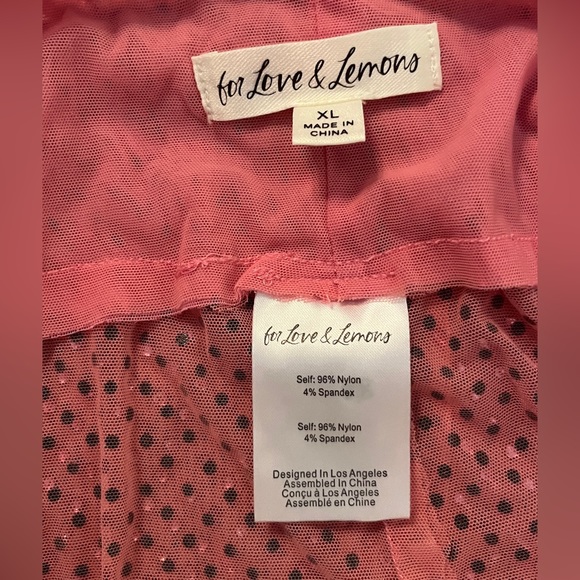 for Love & Lemons
XL
MADE IN
CHINA
for Love & Lemons
Self: 96% Nylon
4% Spandex
Self: 96% Nylon
4% Spandex
Designed In Los Angeles
Assembled In China
Conçu à Los Angeles
Assemblé en Chine